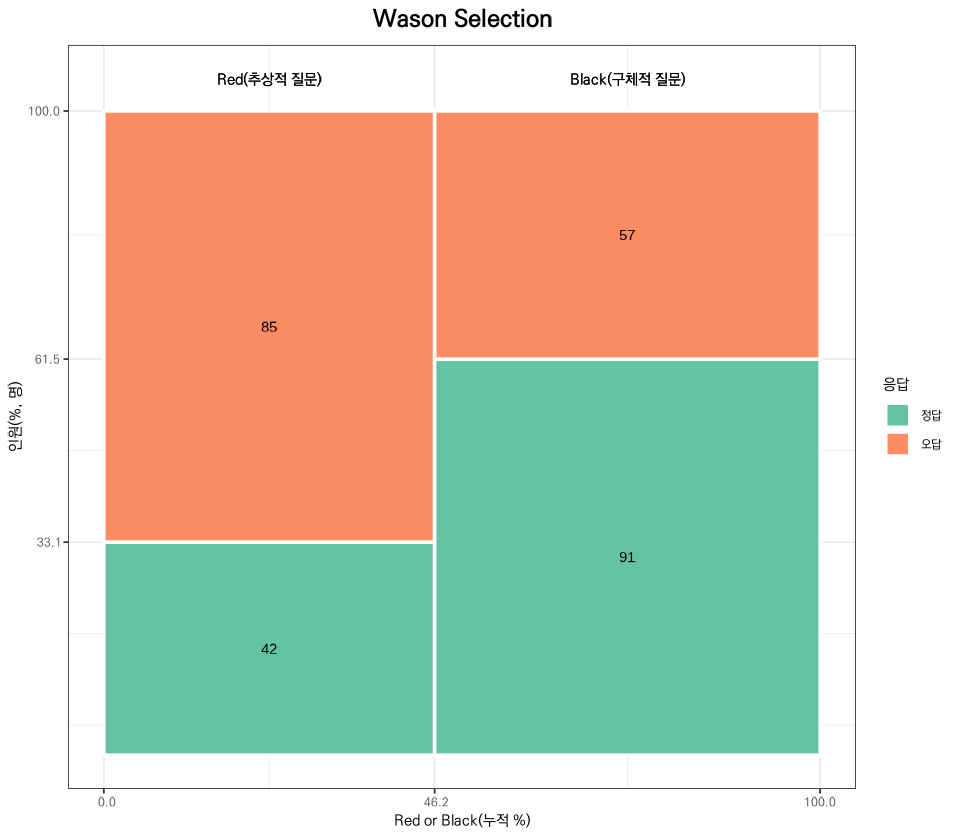 Wason Selection
Red(추상적 질문)
Black(구체적 질문)
100.0
61.5
33.1
인원(%, 명)
85
57
42
91
0.0
46.2
100.0
Red or Black(누적 %)
응답
정답
오답